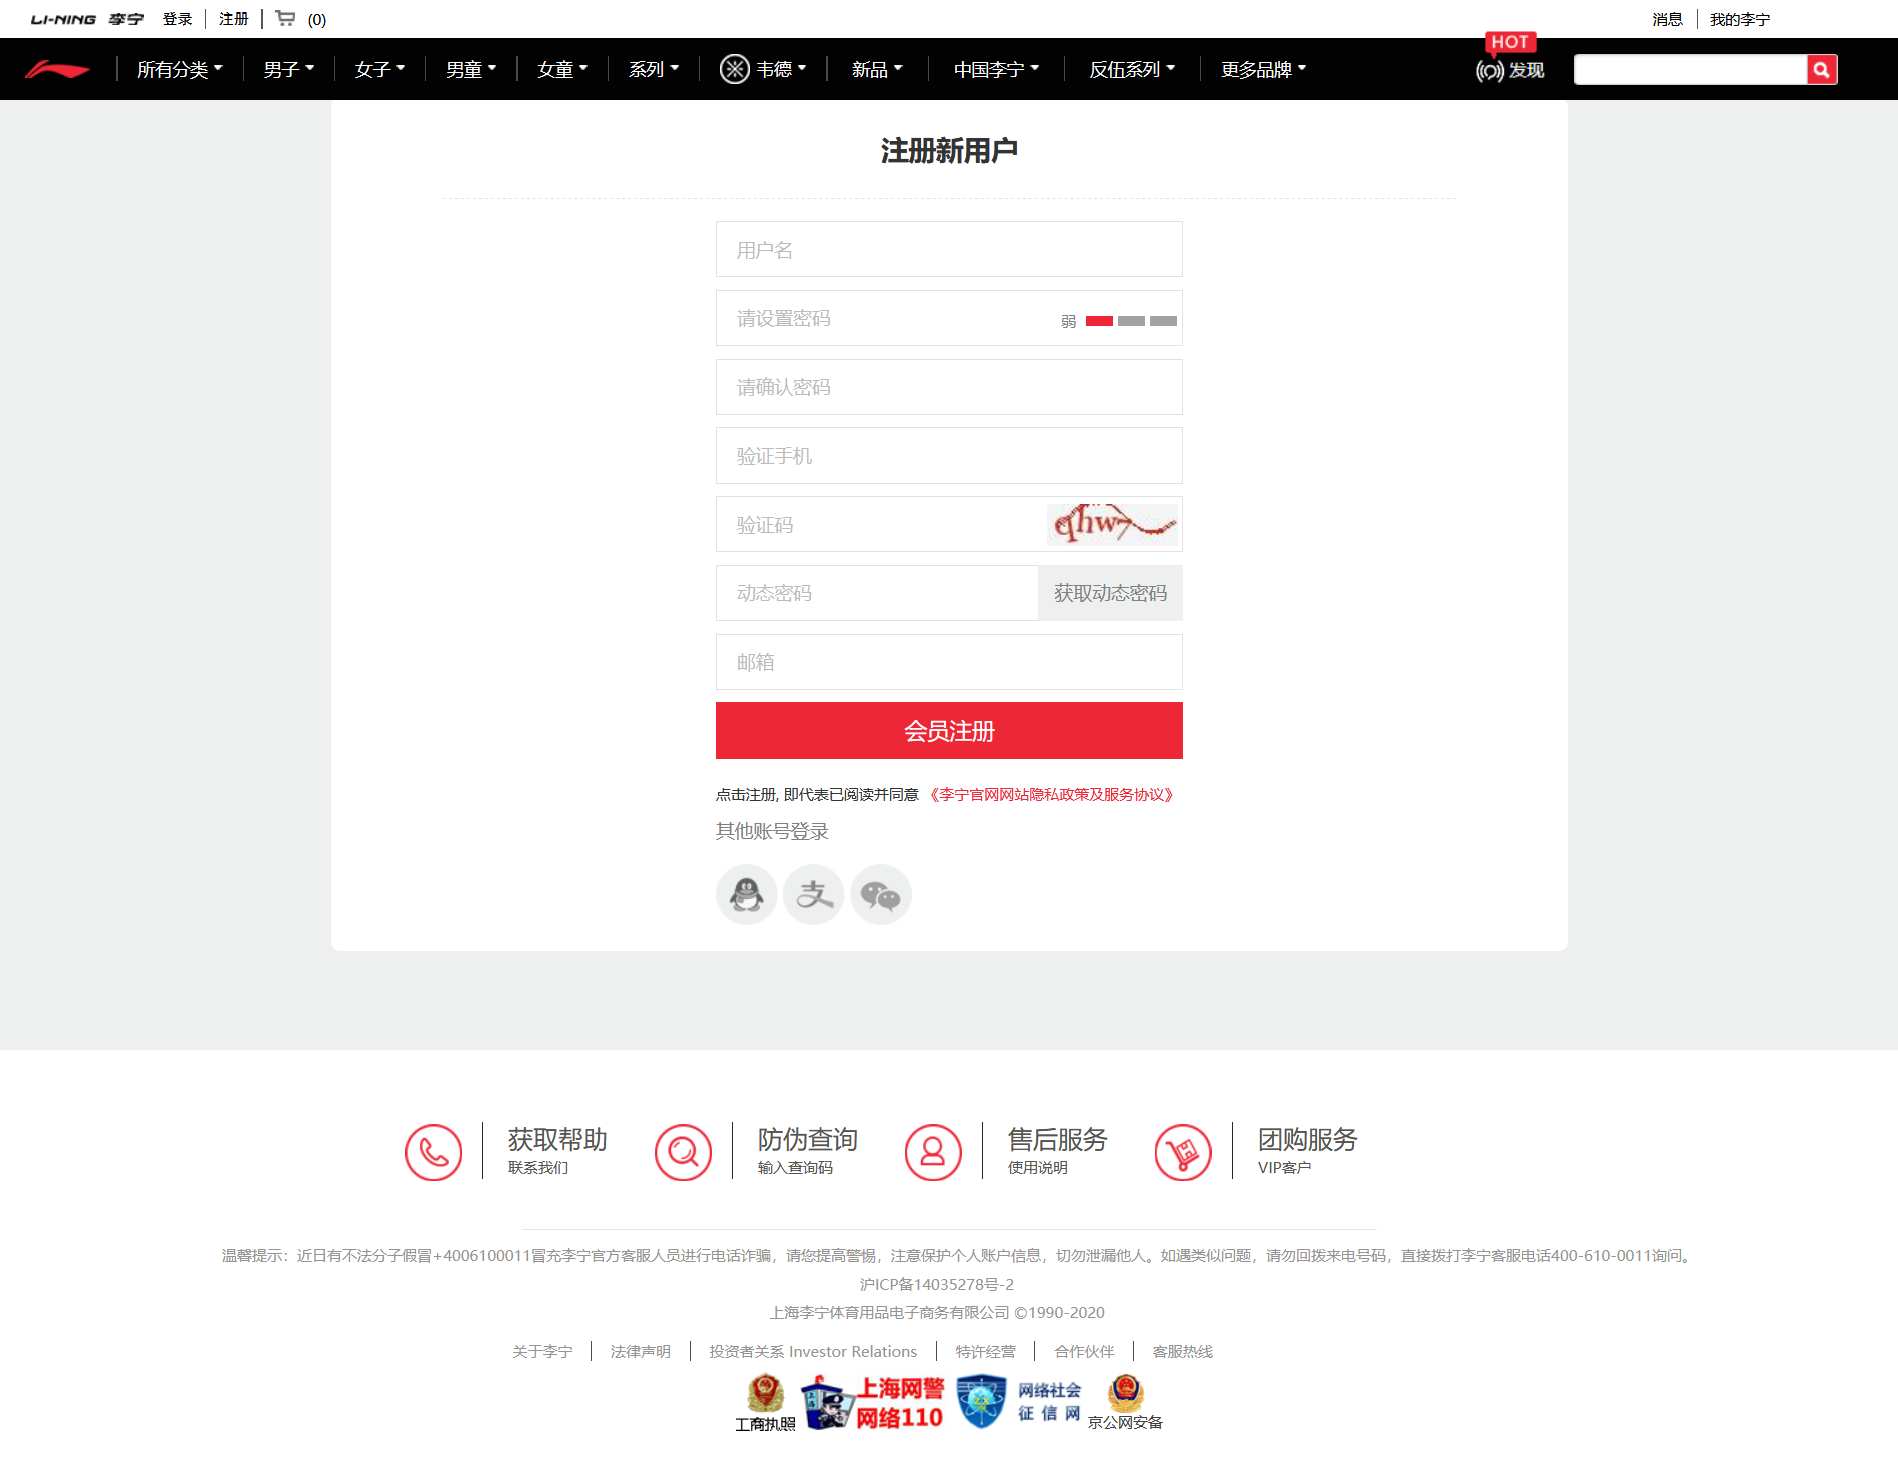 LI-NING 李宁 登录 注册 (0) 消息 我的李宁
HOT
所有分类 男子 女子 男童 女童 系列 韦德 新品 中国李宁 反伍系列 更多品牌 发现
注册新用户
用户名
请设置密码 弱
请确认密码
验证手机
验证码 qhw7
动态密码 获取动态密码
邮箱
会员注册
点击注册, 即代表已阅读并同意 《李宁官网网站隐私政策及服务协议》
其他账号登录
支
获取帮助 防伪查询 售后服务 团购服务
联系我们 输入查询码 使用说明 VIP客户
温馨提示：近日有不法分子假冒+4006100011冒充李宁官方客服人员进行电话诈骗，请您提高警惕，注意保护个人账户信息，切勿泄漏他人。如遇类似问题，请勿回拨来电号码，直接拨打李宁客服电话400-610-0011询问。
沪ICP备14035278号-2
上海李宁体育用品电子商务有限公司 ©1990-2020
关于李宁 法律声明 投资者关系 Investor Relations 特许经营 合作伙伴 客服热线
工商执照 上海网警 网络110 网络社会 征信网 京公网安备